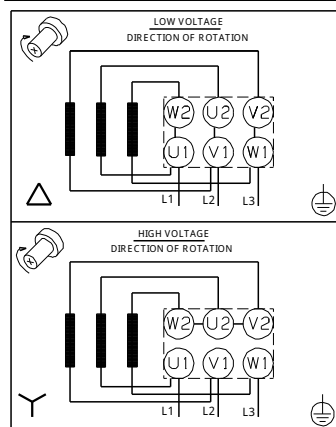 LOW VOLTAGE
DIRECTION OF ROTATION
W2 U2 V2
U1 V1 W1
L1 L2 L3
HIGH VOLTAGE
DIRECTION OF ROTATION
W2 U2 V2
U1 V1 W1
L1 L2 L3